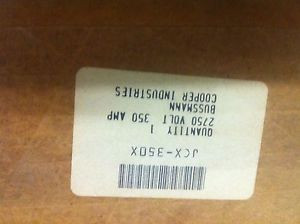 JCX-350X
QUANTITY 1
2750 VOLT 350 AMP
BUSSMANN
COOPER INDUSTRIES